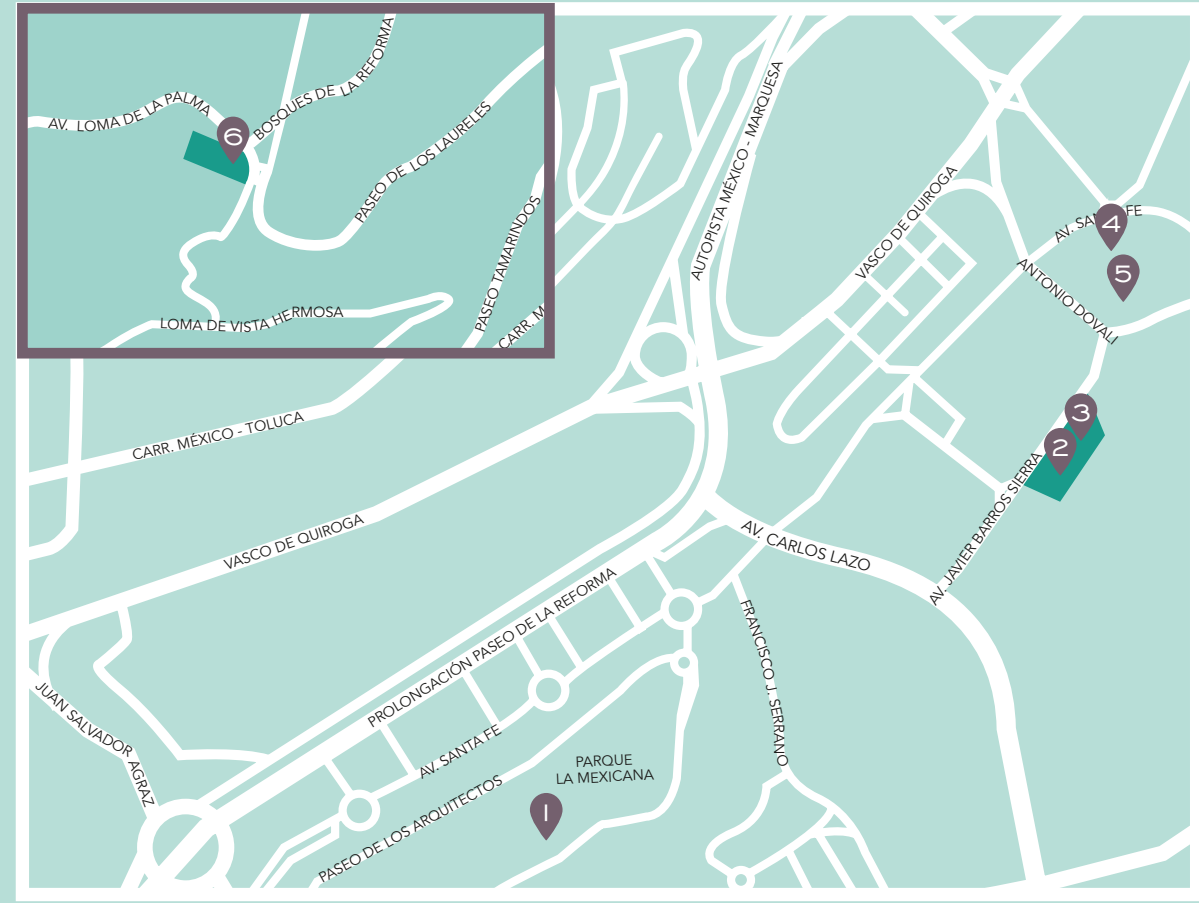 AV. LOMA DE LA PALMA
BOSQUES DE LA REFORMA
6
PASEO DE LOS LAURELES
PASEO TAMARINDOS
LOMA DE VISTA HERMOSA
CARR. M
AUTOPISTA MÉXICO - MARQUESA
VASCO DE QUIROGA
AV. SANTA FE
4
5
ANTONIO DOVALI
3
2
CARR. MÉXICO - TOLUCA
VASCO DE QUIROGA
AV. JAVIER BARROS SIERRA
AV. CARLOS LAZO
PROLONGACIÓN PASEO DE LA REFORMA
FRANCISCO J. SERRANO
JUAN SALVADOR AGRAZ
AV. SANTA FE
PARQUE
LA MEXICANA
PASEO DE LOS ARQUITECTOS
1